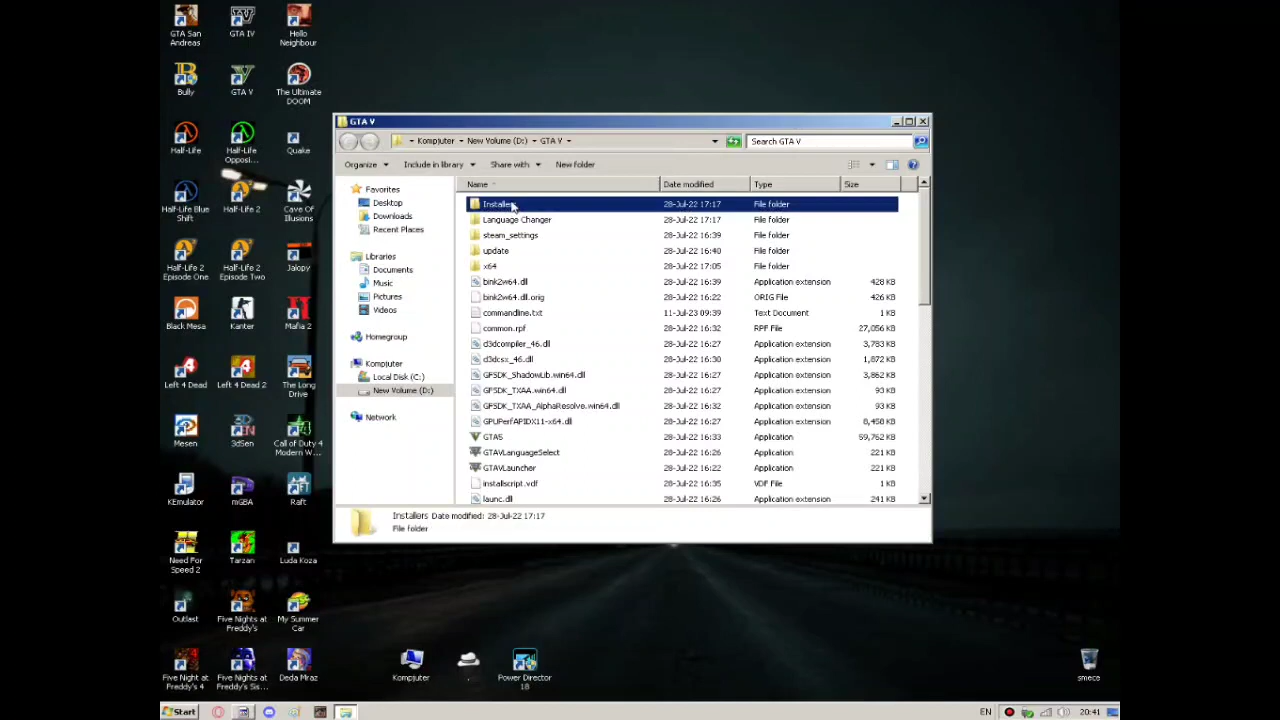 GTA San
Andreas
GTA IV
Hello
Neighbour
Bully
GTA V
The Ultimate
DOOM
Half-Life
Half-Life
Opposi...
Quake
Half-Life Blue
Shift
Half-Life 2
Cave Of
Illusions
Half-Life 2
Episode One
Half-Life 2
Episode Two
Jalopy
Black Mesa
Kanter
Mafia 2
Left 4 Dead
Left 4 Dead 2
The Long
Drive
Mesen
3dSen
Call of Duty 4
Modern W...
KEmulator
mGBA
Raft
Need For
Speed 2
Tarzan
Luda Koza
Outlast
Five Nights at
Freddy's
My Summer
Car
Five Night at
Freddy's 4
Five Nights at
Freddy's Sis...
Deda Mraz
Kompjuter
.
Power Director
18
smece
GTA V
Kompjuter New Volume (D:) GTA V
Search GTA V
Organize Include in library Share with New folder
Favorites
Desktop
Downloads
Recent Places
Libraries
Documents
Music
Pictures
Videos
Homegroup
Kompjuter
Local Disk (C:)
New Volume (D:)
Network
Name Date modified Type Size
Installers 28-Jul-22 17:17 File folder
Language Changer 28-Jul-22 17:17 File folder
steam_settings 28-Jul-22 16:39 File folder
update 28-Jul-22 16:40 File folder
x64 28-Jul-22 17:05 File folder
bink2w64.dll 28-Jul-22 16:39 Application extension 428 KB
bink2w64.dll.orig 28-Jul-22 16:22 ORIG File 426 KB
commandline.txt 11-Jul-23 09:39 Text Document 1 KB
common.rpf 28-Jul-22 16:32 RPF File 27,056 KB
d3dcompiler_46.dll 28-Jul-22 16:27 Application extension 3,783 KB
d3dcsx_46.dll 28-Jul-22 16:30 Application extension 1,872 KB
GFSDK_ShadowLib.win64.dll 28-Jul-22 16:27 Application extension 3,862 KB
GFSDK_TXAA.win64.dll 28-Jul-22 16:27 Application extension 93 KB
GFSDK_TXAA_AlphaResolve.win64.dll 28-Jul-22 16:32 Application extension 93 KB
GPUPerfAPIDX11-x64.dll 28-Jul-22 16:27 Application extension 8,458 KB
GTA5 28-Jul-22 16:33 Application 59,762 KB
GTAVLanguageSelect 28-Jul-22 16:26 Application 221 KB
GTAVLauncher 28-Jul-22 16:22 Application 221 KB
installscript.vdf 28-Jul-22 16:35 VDF File 1 KB
launc.dll 28-Jul-22 16:26 Application extension 241 KB
Installers Date modified: 28-Jul-22 17:17
File folder
Start
EN
20:41